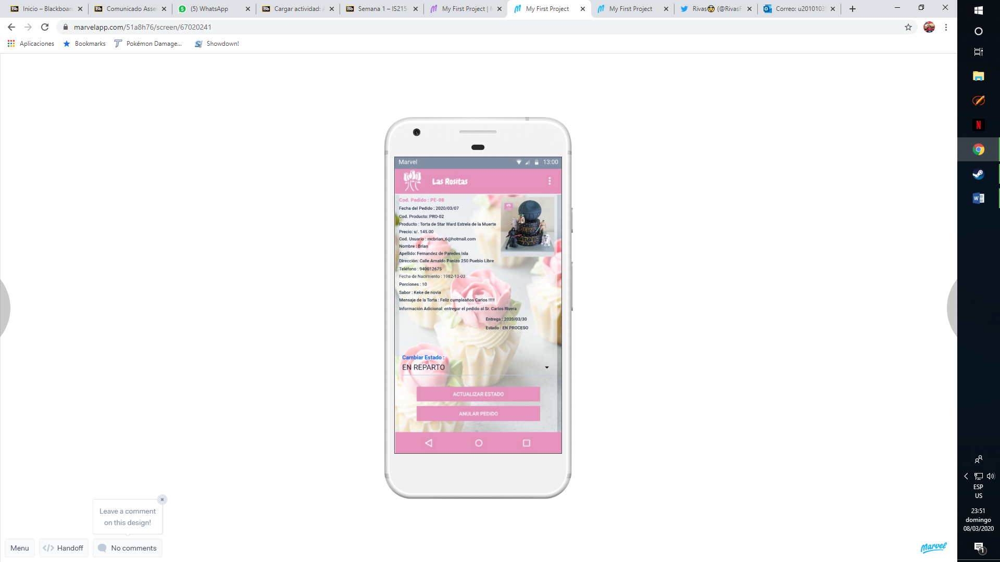 Inicio – Blackboard
Comunicado Asse
(5) WhatsApp
Cargar actividad: A
Semana 1 – IS215-
My First Project | M
My First Project
My First Project
Rivas (@RivasF
Correo: u2010103
marvelapp.com/51a8h76/screen/67020241
Aplicaciones
Bookmarks
Pokémon Damage...
Showdown!
Marvel 13:00
Las Rositas
Cod. Pedido : PE-08
Fecha del Pedido : 2020/03/07
Cod. Producto: PRO-02
Producto : Torta de Star Ward Estrela de la Muerte
Precio: s/. 145.00
Cod. Usuario : mcbrian_6@hotmail.com
Nombre : Brian
Apellido: Fernandez de Paredes Isla
Dirección: Calle Arnaldo Panizo 250 Pueblo Libre
Teléfono : 940012675
Fecha de Nacimiento : 1982-10-03
Porciones : 10
Sabor : Keke de novia
Mensaje de la Torta : Feliz cumpleaños Carlos !!!!!
Información Adicional: entregar el pedido al Sr. Carlos Rivera
Entrega : 2020/03/30
Estado : EN PROCESO
Cambiar Estado :
EN REPARTO
ACTUALIZAR ESTADO
ANULAR PEDIDO
Leave a comment
on this design!
Menu
Handoff
No comments
Marvel
ESP
US
23:51
domingo
08/03/2020
1